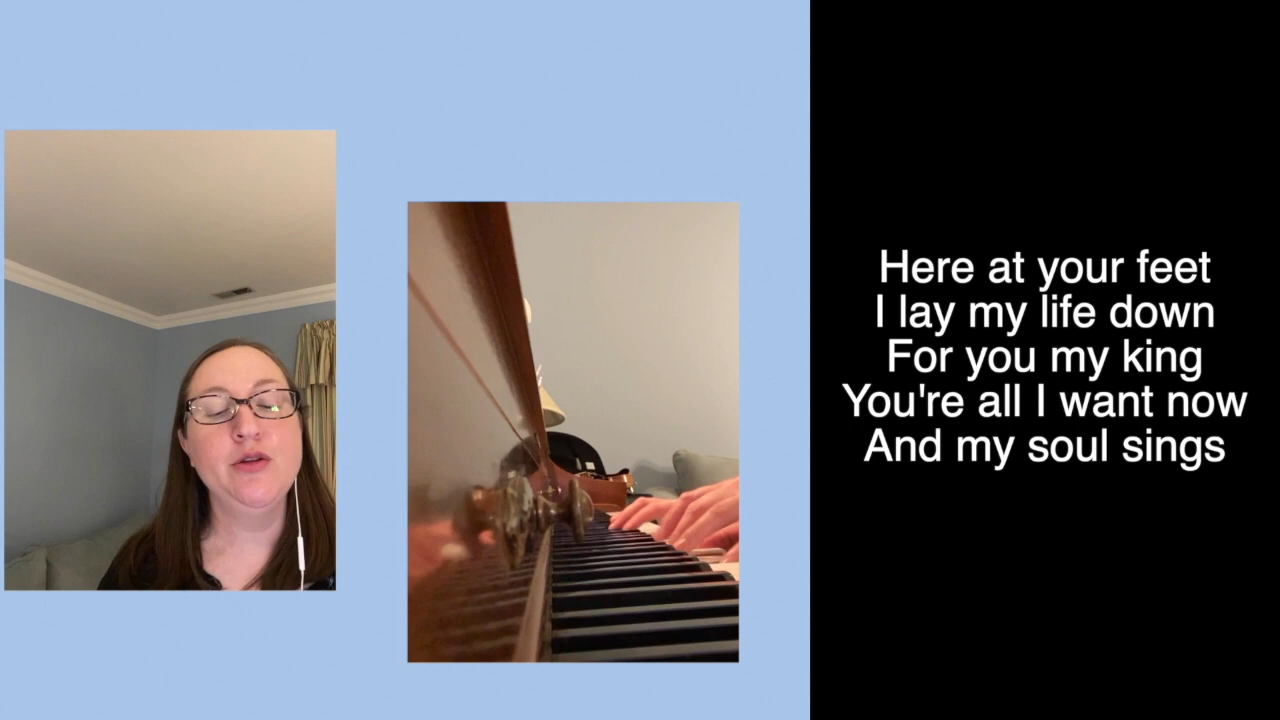 Here at your feet
I lay my life down
For you my king
You're all I want now
And my soul sings